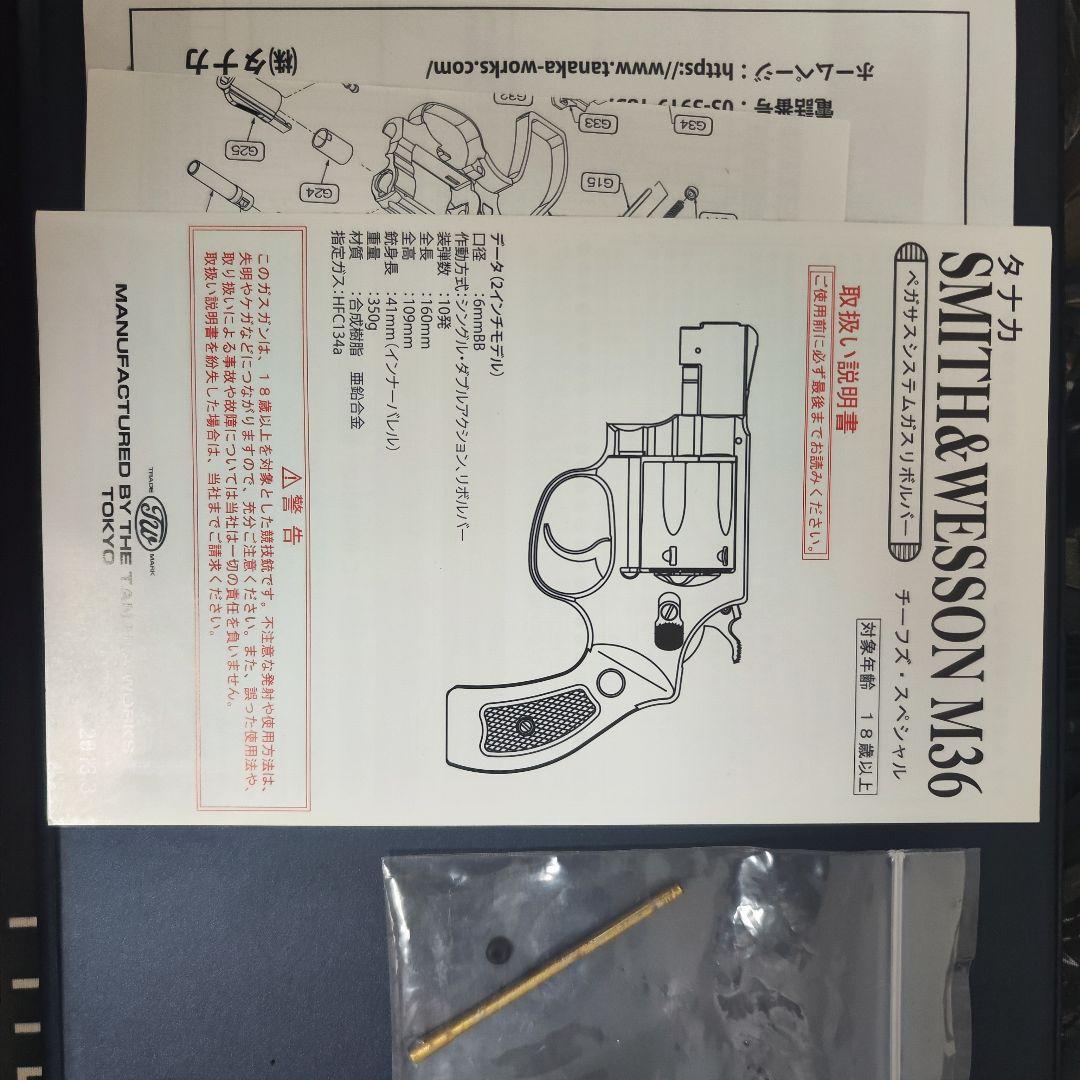 タナカ
SMITH&WESSON M36
ペガサスシステムガスリボルバー
チーフズ・スペシャル
対象年齢 18歳以上
取扱い説明書
ご使用前に必ず最後までお読みください。
データ(2インチモデル)
口径 :6mmBB
作動方式:シングル・ダブルアクション、リボルバー
装弾数 :10発
全長 :160mm
全高 :109mm
銃身長 :41mm(インナーバレル)
重量 :350g
材質 :合成樹脂 亜鉛合金
指定ガス:HFC134a
警告
このガスガンは、18歳以上を対象とした競技銃です。不注意な発射や使用方法は、
失明やケガなどにつながりますので、充分ご注意ください。また、誤った使用法や、
取り扱いによる事故や故障については当社は一切の責任を負いません。
取扱い説明書を紛失した場合は、当社までご請求ください。
TRADE
TW
MARK
MANUFACTURED BY THE TANAKA WORKS
TOKYO
㈱タナカ
ホームページ:https://www.tanaka-works.com/
電話番号:03-3919-
G25
G24
G32
G33
G34
G15